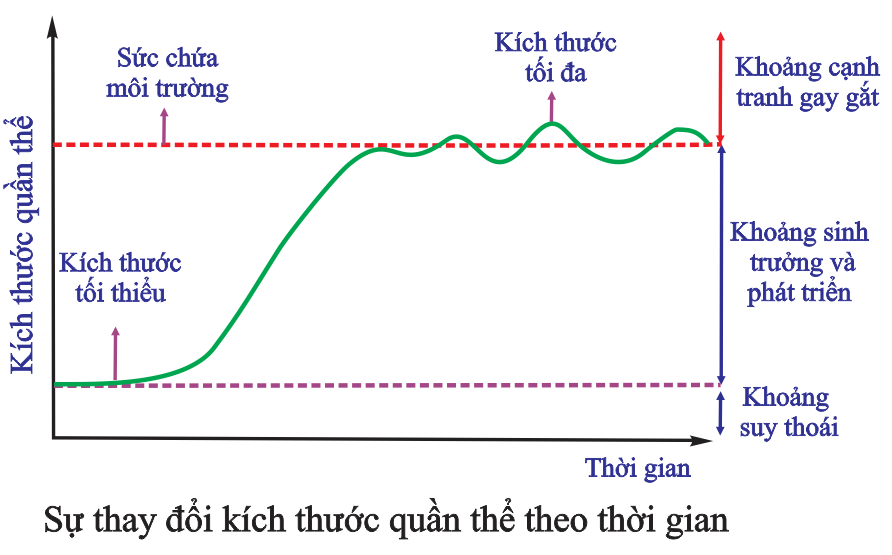 Kích thước quần thể
Sức chứa
môi trường
Kích thước
tối đa
Khoảng cạnh
tranh gay gắt
Kích thước
tối thiểu
Khoảng sinh
trưởng và
phát triển
Khoảng
suy thoái
Thời gian
Sự thay đổi kích thước quần thể theo thời gian